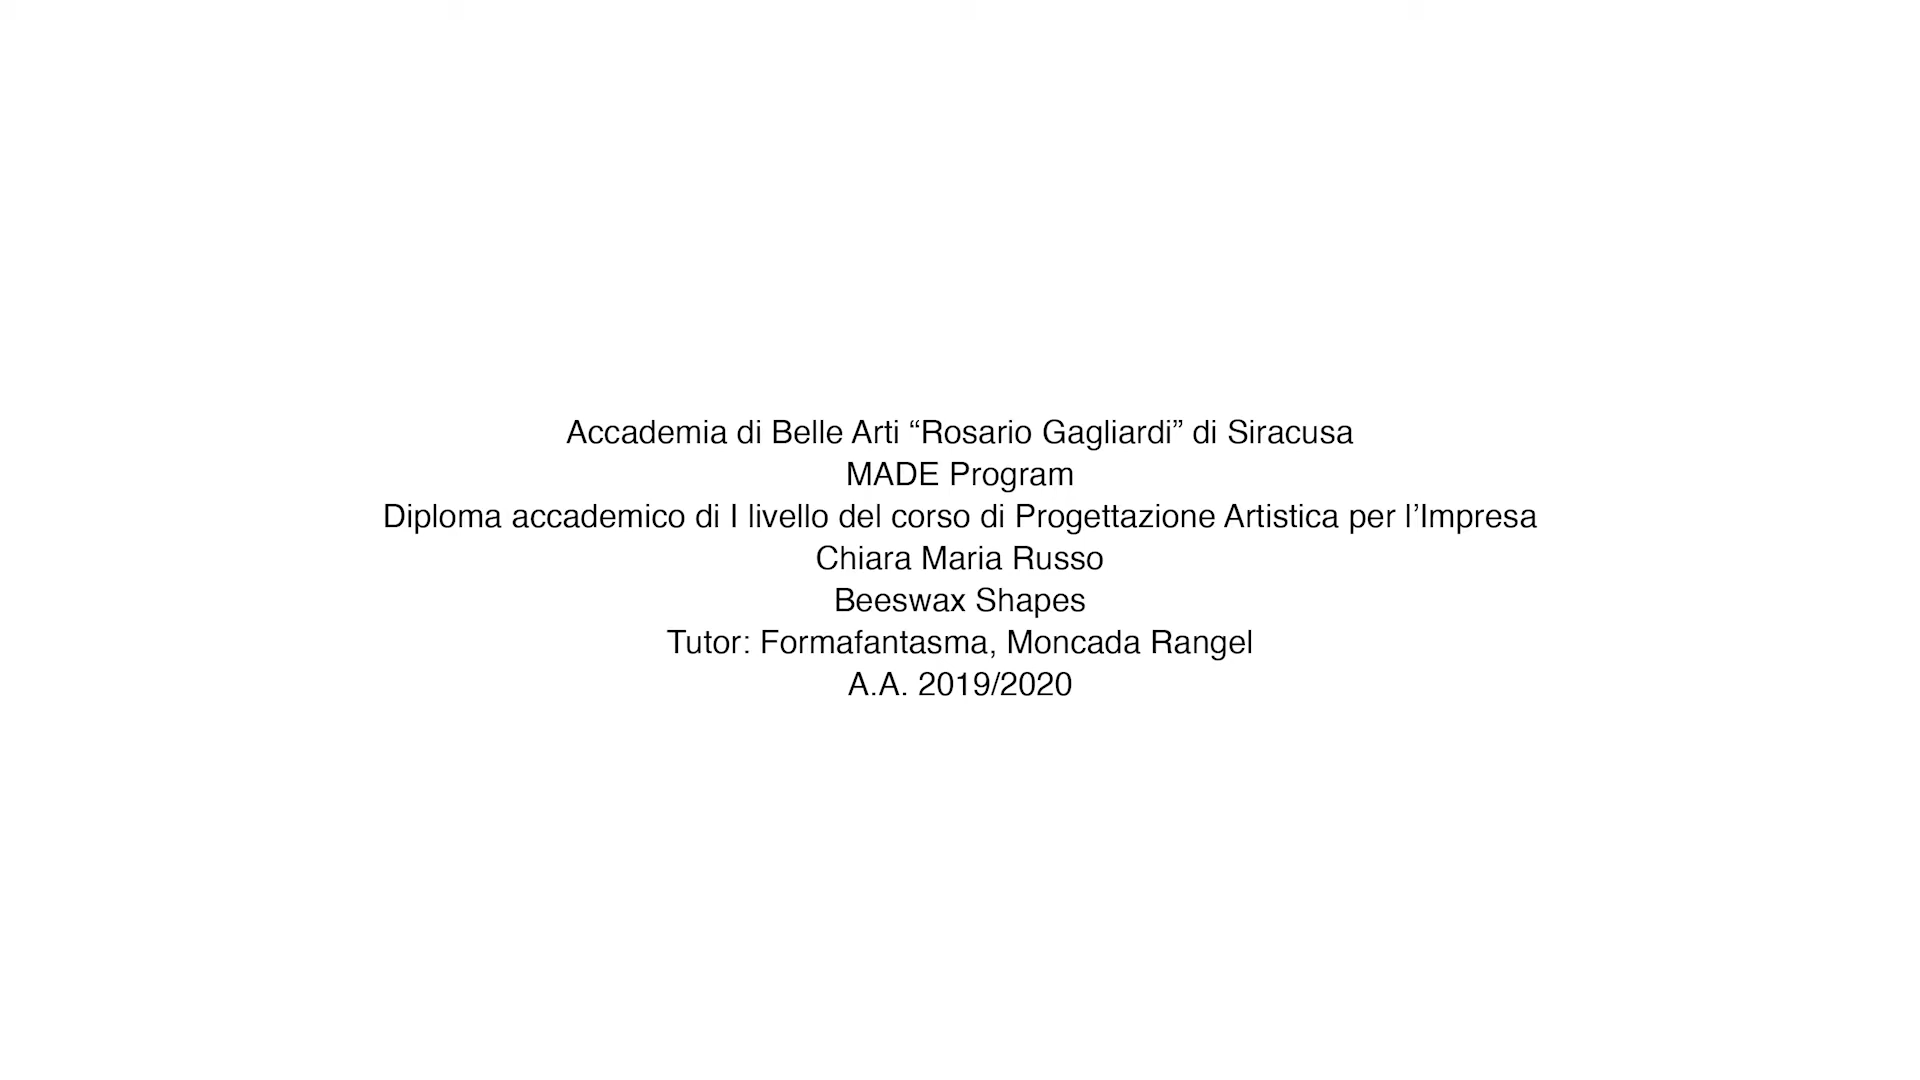 Accademia di Belle Arti “Rosario Gagliardi” di Siracusa
MADE Program
Diploma accademico di I livello del corso di Progettazione Artistica per l’Impresa
Chiara Maria Russo
Beeswax Shapes
Tutor: Formafantasma, Moncada Rangel
A.A. 2019/2020